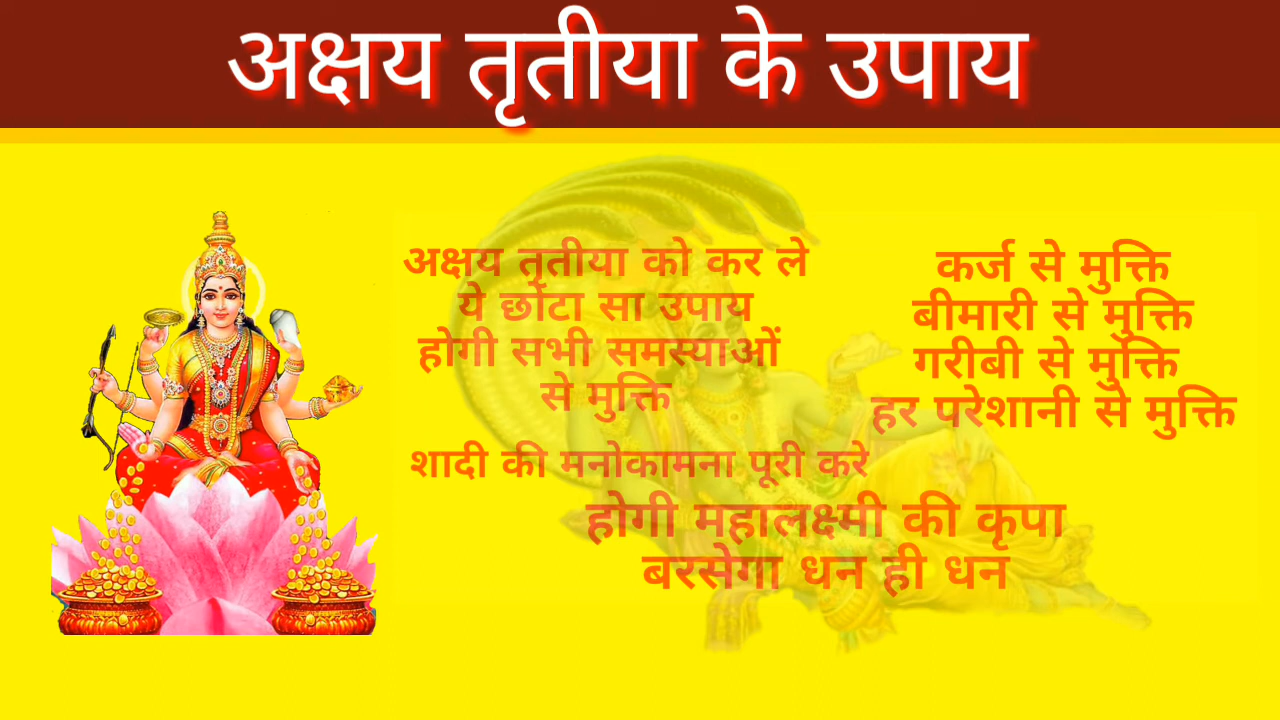 अक्षय तृतीया के उपाय
अक्षय तृतीया को कर ले
ये छोटा सा उपाय
होगी सभी समस्याओं
से मुक्ति
कर्ज से मुक्ति
बीमारी से मुक्ति
गरीबी से मुक्ति
हर परेशानी से मुक्ति
शादी की मनोकामना पूरी करे
होगी महालक्ष्मी की कृपा
बरसेगा धन ही धन